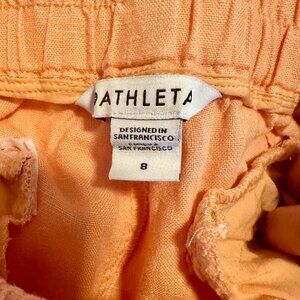 ATHLETA
DESIGNED IN
SAN FRANCISCO
SAN FRANCISCO
8